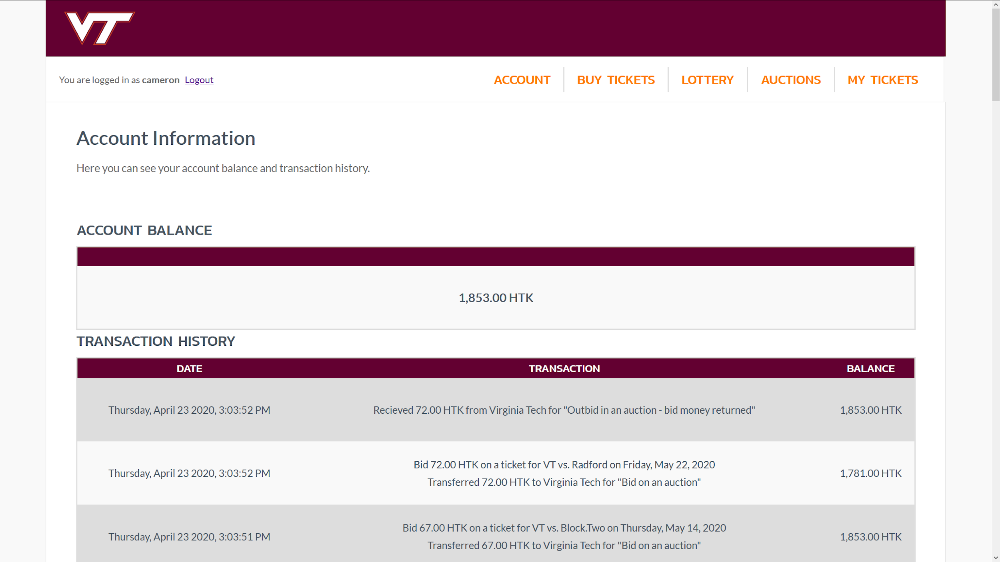 VT
You are logged in as cameron Logout
ACCOUNT
BUY TICKETS
LOTTERY
AUCTIONS
MY TICKETS
Account Information
Here you can see your account balance and transaction history.
ACCOUNT BALANCE
1,853.00 HTK
TRANSACTION HISTORY
DATE TRANSACTION BALANCE
Thursday, April 23 2020, 3:03:52 PM Recieved 72.00 HTK from Virginia Tech for "Outbid in an auction - bid money returned" 1,853.00 HTK
Bid 72.00 HTK on a ticket for VT vs. Radford on Friday, May 22, 2020
Thursday, April 23 2020, 3:03:52 PM 1,781.00 HTK
Transferred 72.00 HTK to Virginia Tech for "Bid on an auction"
Bid 67.00 HTK on a ticket for VT vs. Block.Two on Thursday, May 14, 2020
Thursday, April 23 2020, 3:03:51 PM 1,853.00 HTK
Transferred 67.00 HTK to Virginia Tech for "Bid on an auction"